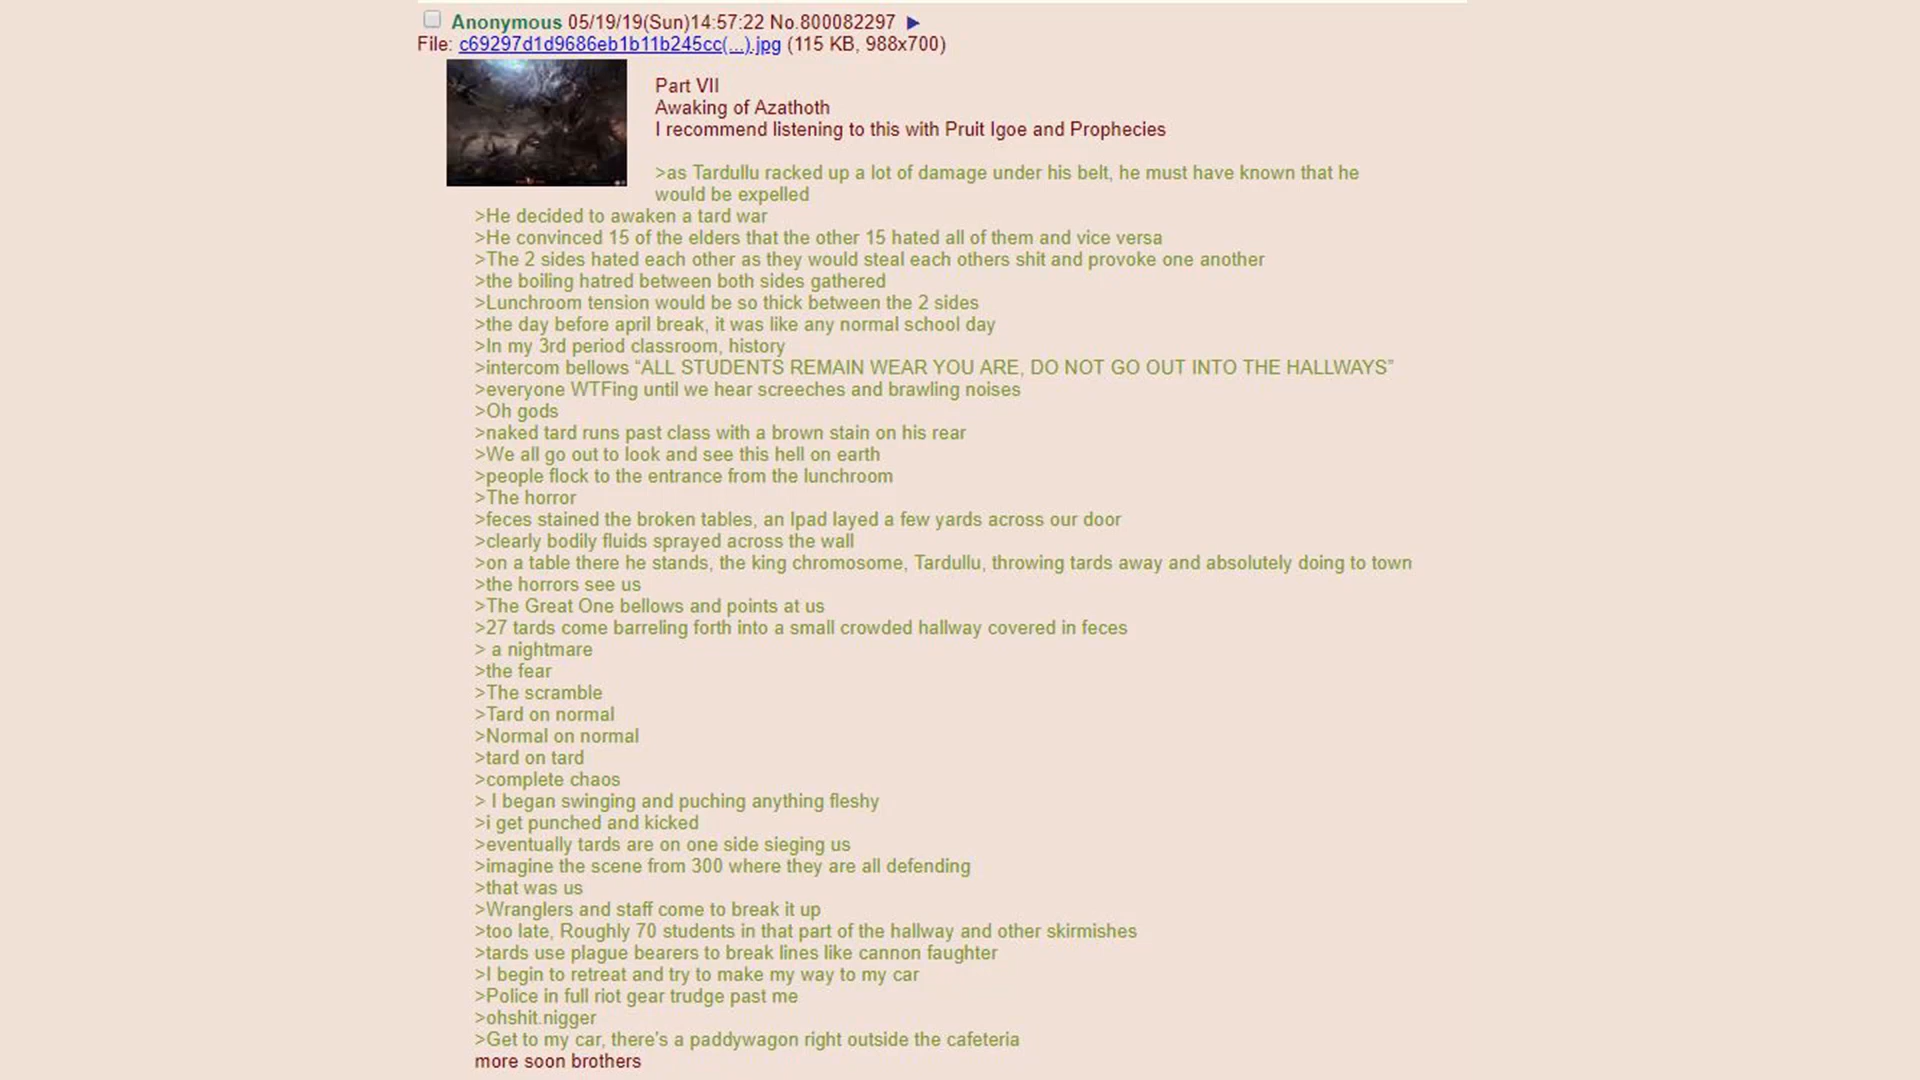 Anonymous 05/19/19(Sun)14:57:22 No.800082297 ▶
File: c69297d1d9686eb1b11b245cc(...).jpg (115 KB, 988x700)
Part VII
Awaking of Azathoth
I recommend listening to this with Pruit Igoe and Prophecies
>as Tardullu racked up a lot of damage under his belt, he must have known that he
would be expelled
>He decided to awaken a tard war
>He convinced 15 of the elders that the other 15 hated all of them and vice versa
>The 2 sides hated each other as they would steal each others shit and provoke one another
>the boiling hatred between both sides gathered
>Lunchroom tension would be so thick between the 2 sides
>the day before april break, it was like any normal school day
>In my 3rd period classroom, history
>intercom bellows “ALL STUDENTS REMAIN WEAR YOU ARE, DO NOT GO OUT INTO THE HALLWAYS”
>everyone WTFing until we hear screeches and brawling noises
>Oh gods
>naked tard runs past class with a brown stain on his rear
>We all go out to look and see this hell on earth
>people flock to the entrance from the lunchroom
>The horror
>feces stained the broken tables, an Ipad layed a few yards across our door
>clearly bodily fluids sprayed across the wall
>on a table there he stands, the king chromosome, Tardullu, throwing tards away and absolutely doing to town
>the horrors see us
>The Great One bellows and points at us
>27 tards come barreling forth into a small crowded hallway covered in feces
> a nightmare
>the fear
>The scramble
>Tard on normal
>Normal on normal
>tard on tard
>complete chaos
> I began swinging and puching anything fleshy
>i get punched and kicked
>eventually tards are on one side sieging us
>imagine the scene from 300 where they are all defending
>that was us
>Wranglers and staff come to break it up
>too late, Roughly 70 students in that part of the hallway and other skirmishes
>tards use plague bearers to break lines like cannon faughter
>I begin to retreat and try to make my way to my car
>Police in full riot gear trudge past me
>ohshit.nigger
>Get to my car, there's a paddywagon right outside the cafeteria
more soon brothers